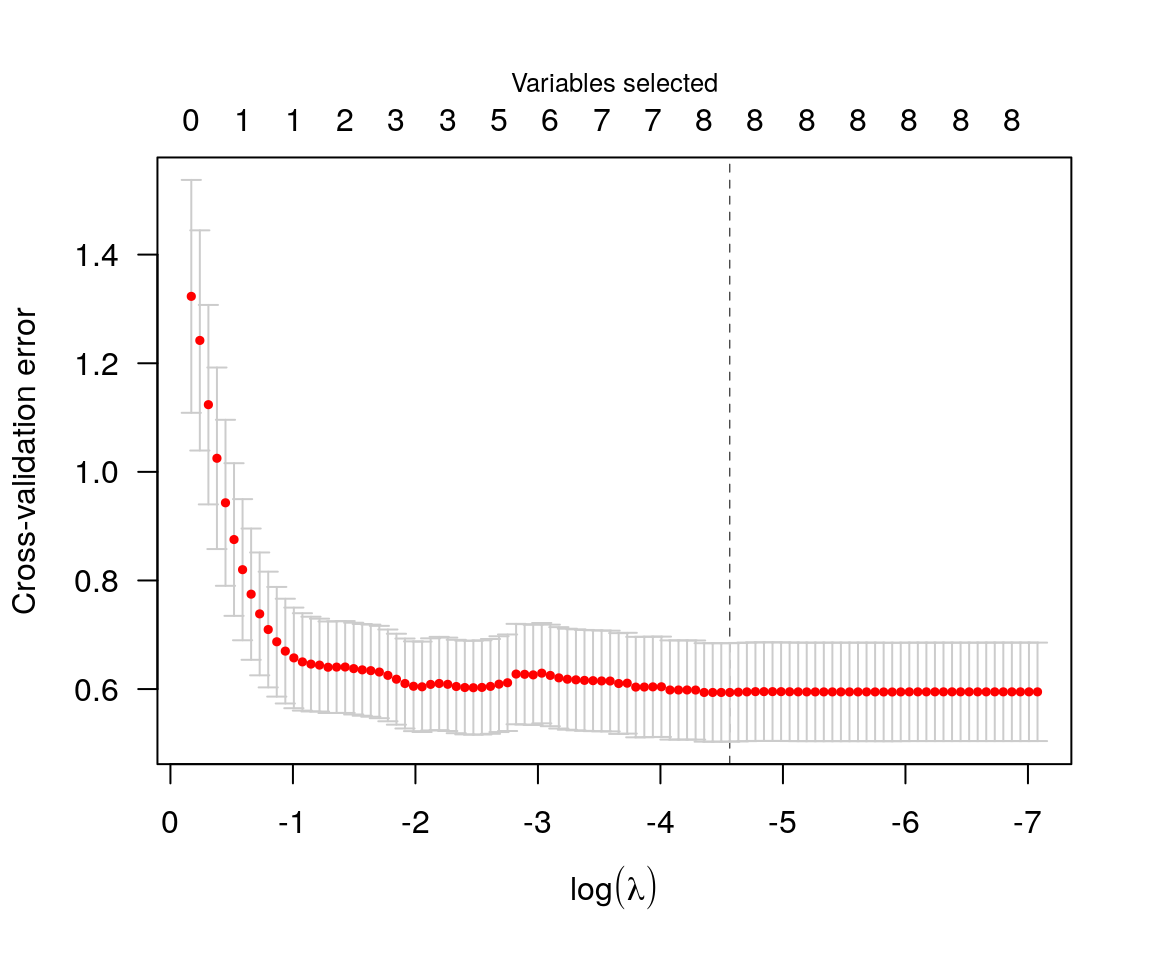 Variables selected
0 1 1 2 3 3 5 6 7 7 8 8 8 8 8 8 8
1.4
1.2
1.0
0.8
0.6
Cross-validation error
0 -1 -2 -3 -4 -5 -6 -7
log(λ)